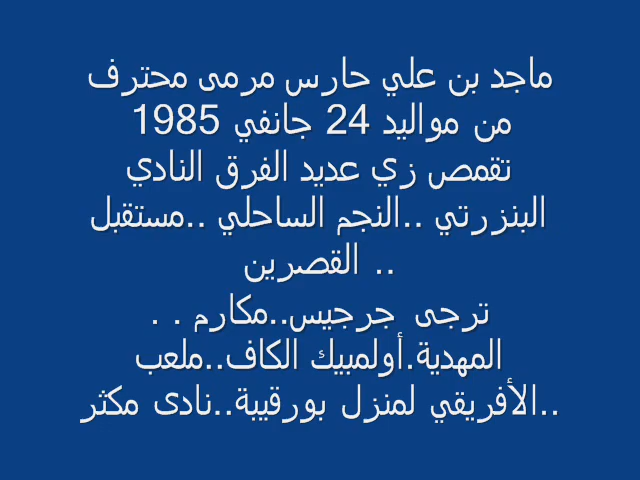 ماجد بن علي حارس مرمى محترف
من مواليد 24 جانفي 1985
تقمص زي عديد الفرق النادي
البنزرتي ..النجم الساحلي ..مستقبل
القصرين ..
ترجى جرجيس..مكارم . .
المهدية.أولمبيك الكاف..ملعب
الأفريقي لمنزل بورقيبة..نادى مكثر..